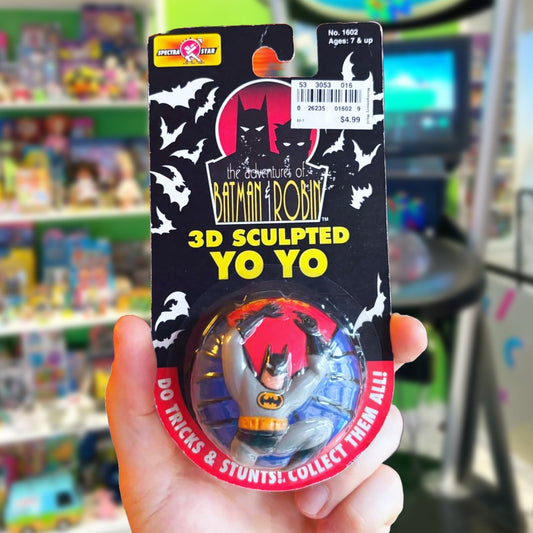 SPECTRA STAR
No. 1602
Ages: 7 & up
53 3053 016
0 26235 01602 9
$4.99
the adventures of
BATMAN & ROBIN™
3D SCULPTED
YO YO
DO TRICKS & STUNTS! COLLECT THEM ALL!